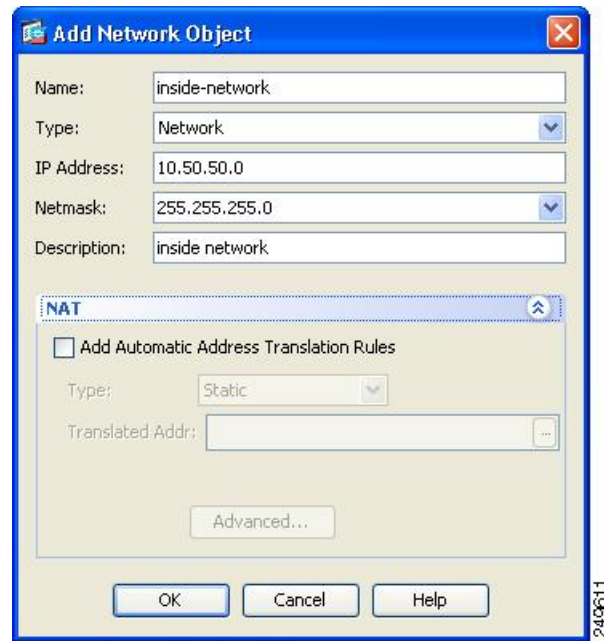 Add Network Object
Name: inside-network
Type: Network
IP Address: 10.50.50.0
Netmask: 255.255.255.0
Description: inside network
NAT
Add Automatic Address Translation Rules
Type: Static
Translated Addr: ...
Advanced...
OK Cancel Help
249611